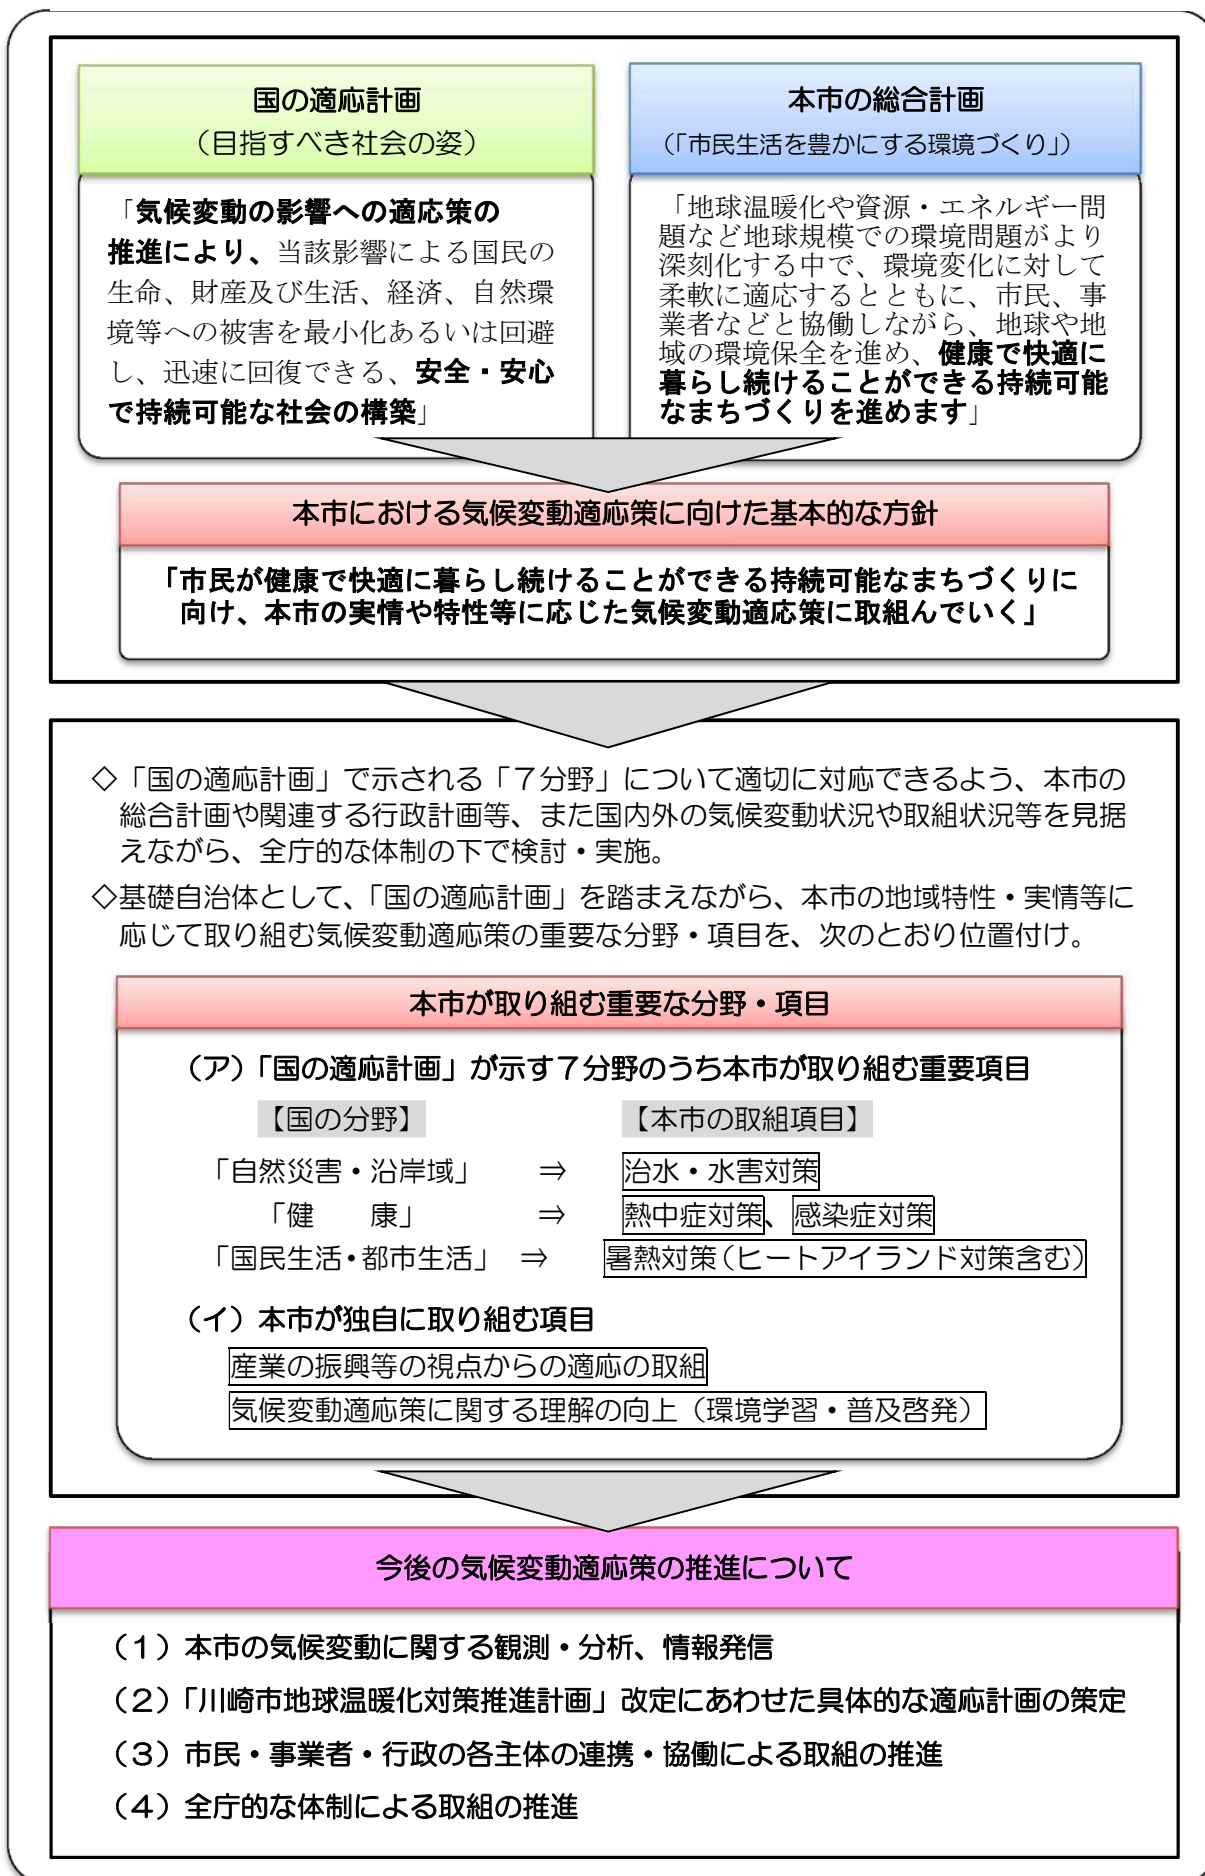 国の適応計画
（目指すべき社会の姿）
「気候変動の影響への適応策の
推進により、当該影響による国民の
生命、財産及び生活、経済、自然環
境等への被害を最小化あるいは回避
し、迅速に回復できる、安全・安心
で持続可能な社会の構築」
本市の総合計画
（「市民生活を豊かにする環境づくり」）
「地球温暖化や資源・エネルギー問
題など地球規模での環境問題がより
深刻化する中で、環境変化に対して
柔軟に適応するとともに、市民、事
業者などと協働しながら、地球や地
域の環境保全を進め、健康で快適に
暮らし続けることができる持続可能
なまちづくりを進めます」
本市における気候変動適応策に向けた基本的な方針
「市民が健康で快適に暮らし続けることができる持続可能なまちづくりに
向け、本市の実情や特性等に応じた気候変動適応策に取組んでいく」
◇「国の適応計画」で示される「７分野」について適切に対応できるよう、本市の
総合計画や関連する行政計画等、また国内外の気候変動状況や取組状況等を見据
えながら、全庁的な体制の下で検討・実施。
◇基礎自治体として、「国の適応計画」を踏まえながら、本市の地域特性・実情等に
応じて取り組む気候変動適応策の重要な分野・項目を、次のとおり位置付け。
本市が取り組む重要な分野・項目
（ア）「国の適応計画」が示す７分野のうち本市が取り組む重要項目
【国の分野】　【本市の取組項目】
「自然災害・沿岸域」　⇒　治水・水害対策
「健　　康」　⇒　熱中症対策、感染症対策
「国民生活・都市生活」　⇒　暑熱対策（ヒートアイランド対策含む）
（イ）本市が独自に取り組む項目
産業の振興等の視点からの適応の取組
気候変動適応策に関する理解の向上（環境学習・普及啓発）
今後の気候変動適応策の推進について
（１）本市の気候変動に関する観測・分析、情報発信
（２）「川崎市地球温暖化対策推進計画」改定にあわせた具体的な適応計画の策定
（３）市民・事業者・行政の各主体の連携・協働による取組の推進
（４）全庁的な体制による取組の推進